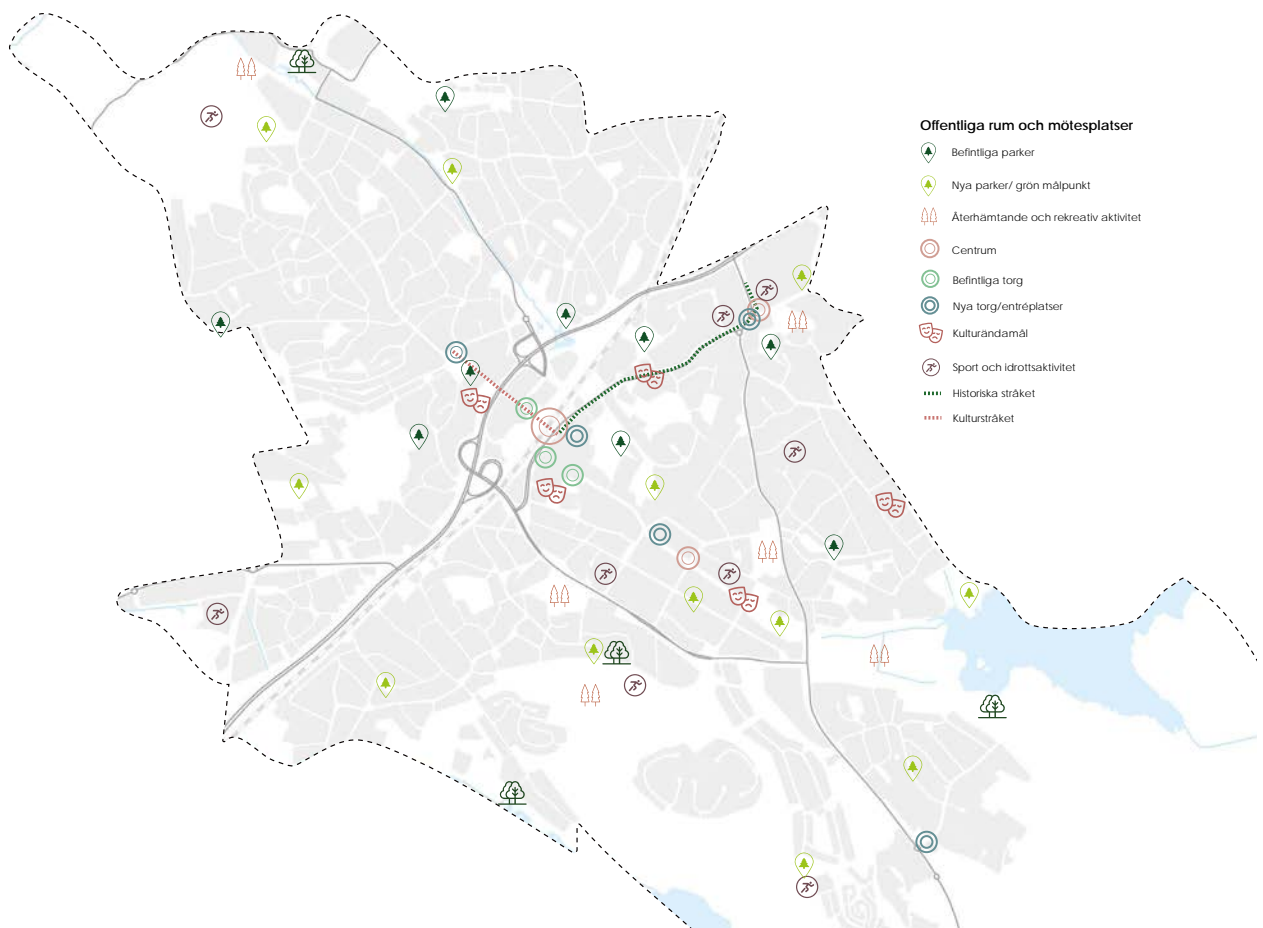 Offentliga rum och mötesplatser
Befintliga parker
Nya parker/ grön målpunkt
Återhämtande och rekreativ aktivitet
Centrum
Befintliga torg
Nya torg/entréplatser
Kulturändamål
Sport och idrottsaktivitet
Historiska stråket
Kulturstråket